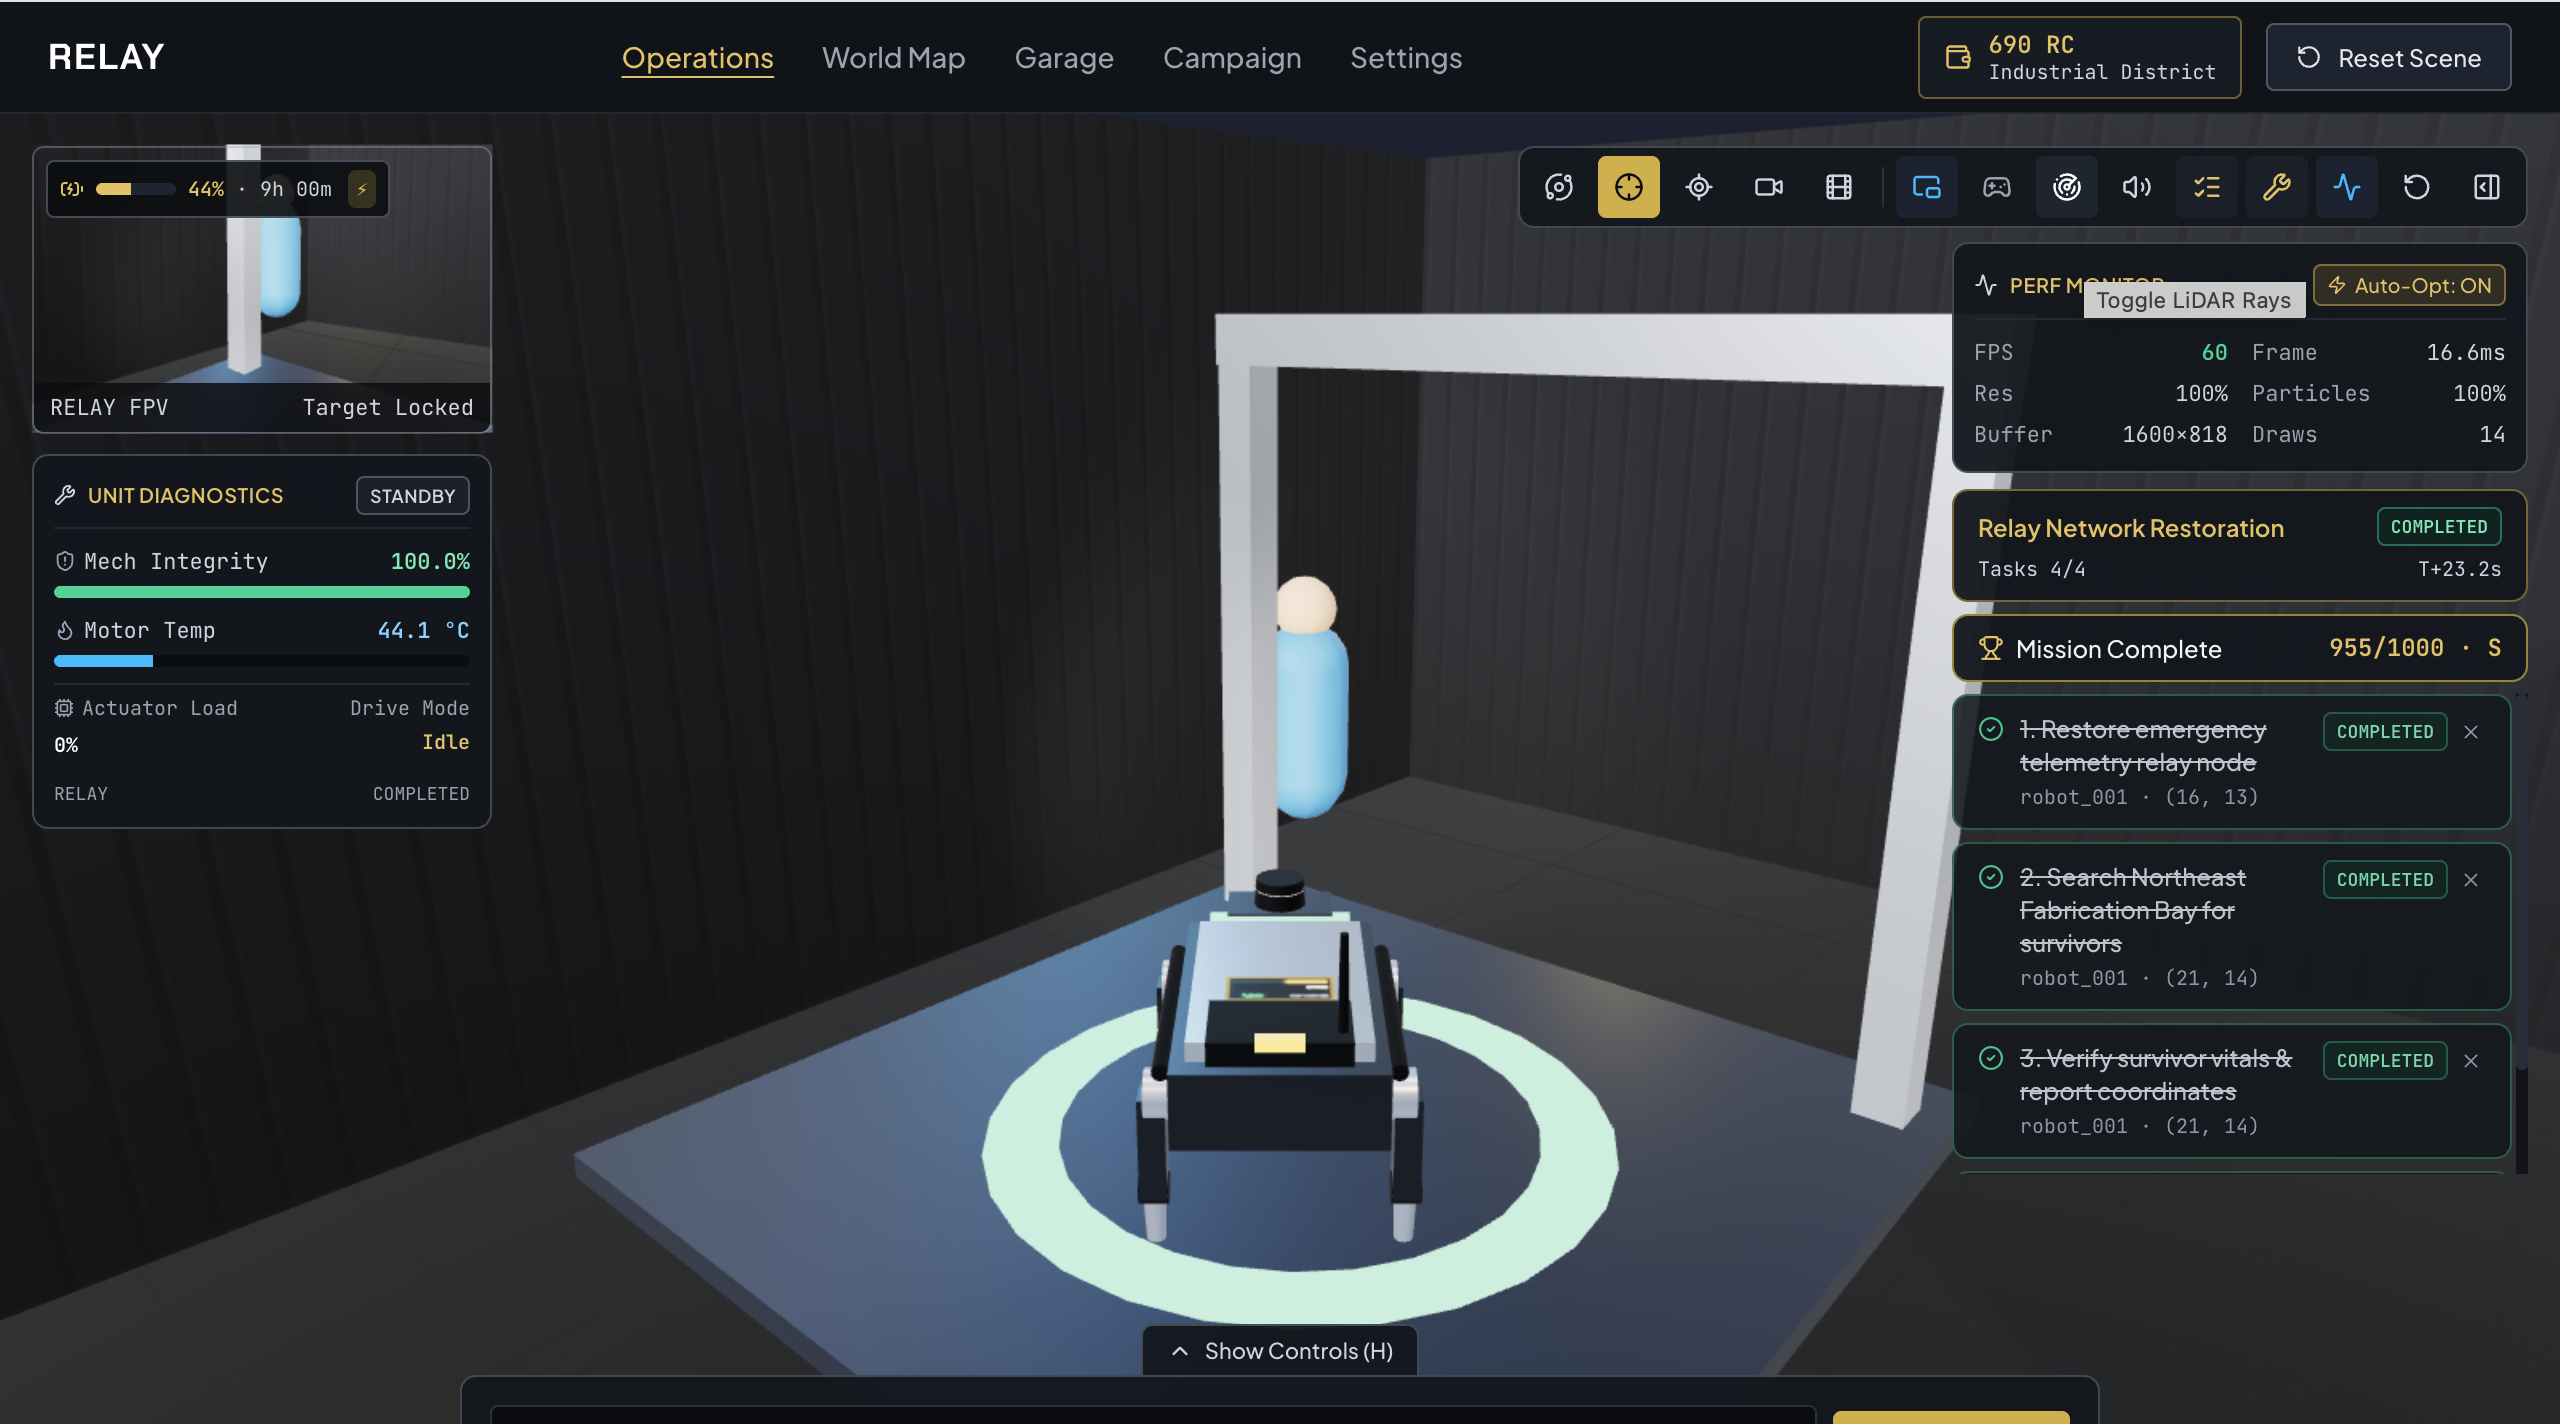 RELAY
Operations World Map Garage Campaign Settings
690 RC
Industrial District
Reset Scene
44% · 9h 00m
RELAY FPV Target Locked
UNIT DIAGNOSTICS STANDBY
Mech Integrity 100.0%
Motor Temp 44.1 °C
Actuator Load Drive Mode
0% Idle
RELAY COMPLETED
Auto-Opt: ON
Toggle LiDAR Rays
FPS 60 Frame 16.6ms
Res 100% Particles 100%
Buffer 1600×818 Draws 14
Relay Network Restoration COMPLETED
Tasks 4/4 T+23.2s
Mission Complete 955/1000 · S
1. Restore emergency COMPLETED
telemetry relay node
robot_001 · (16, 13)
2. Search Northeast COMPLETED
Fabrication Bay for
survivors
robot_001 · (21, 14)
3. Verify survivor vitals & COMPLETED
report coordinates
robot_001 · (21, 14)
Show Controls (H)